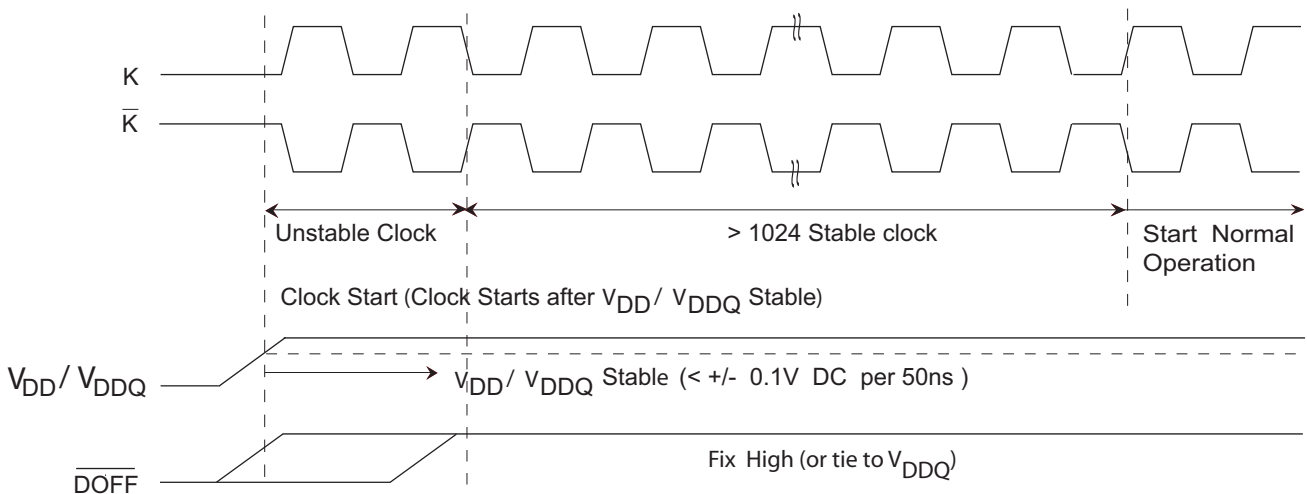 K
K̅
Unstable Clock
> 1024 Stable clock
Start Normal
Operation
Clock Start (Clock Starts after VDD / VDDQ Stable)
VDD / VDDQ
VDD / VDDQ Stable (< +/- 0.1V DC per 50ns )
Fix High (or tie to VDDQ)
D̅O̅F̅F̅